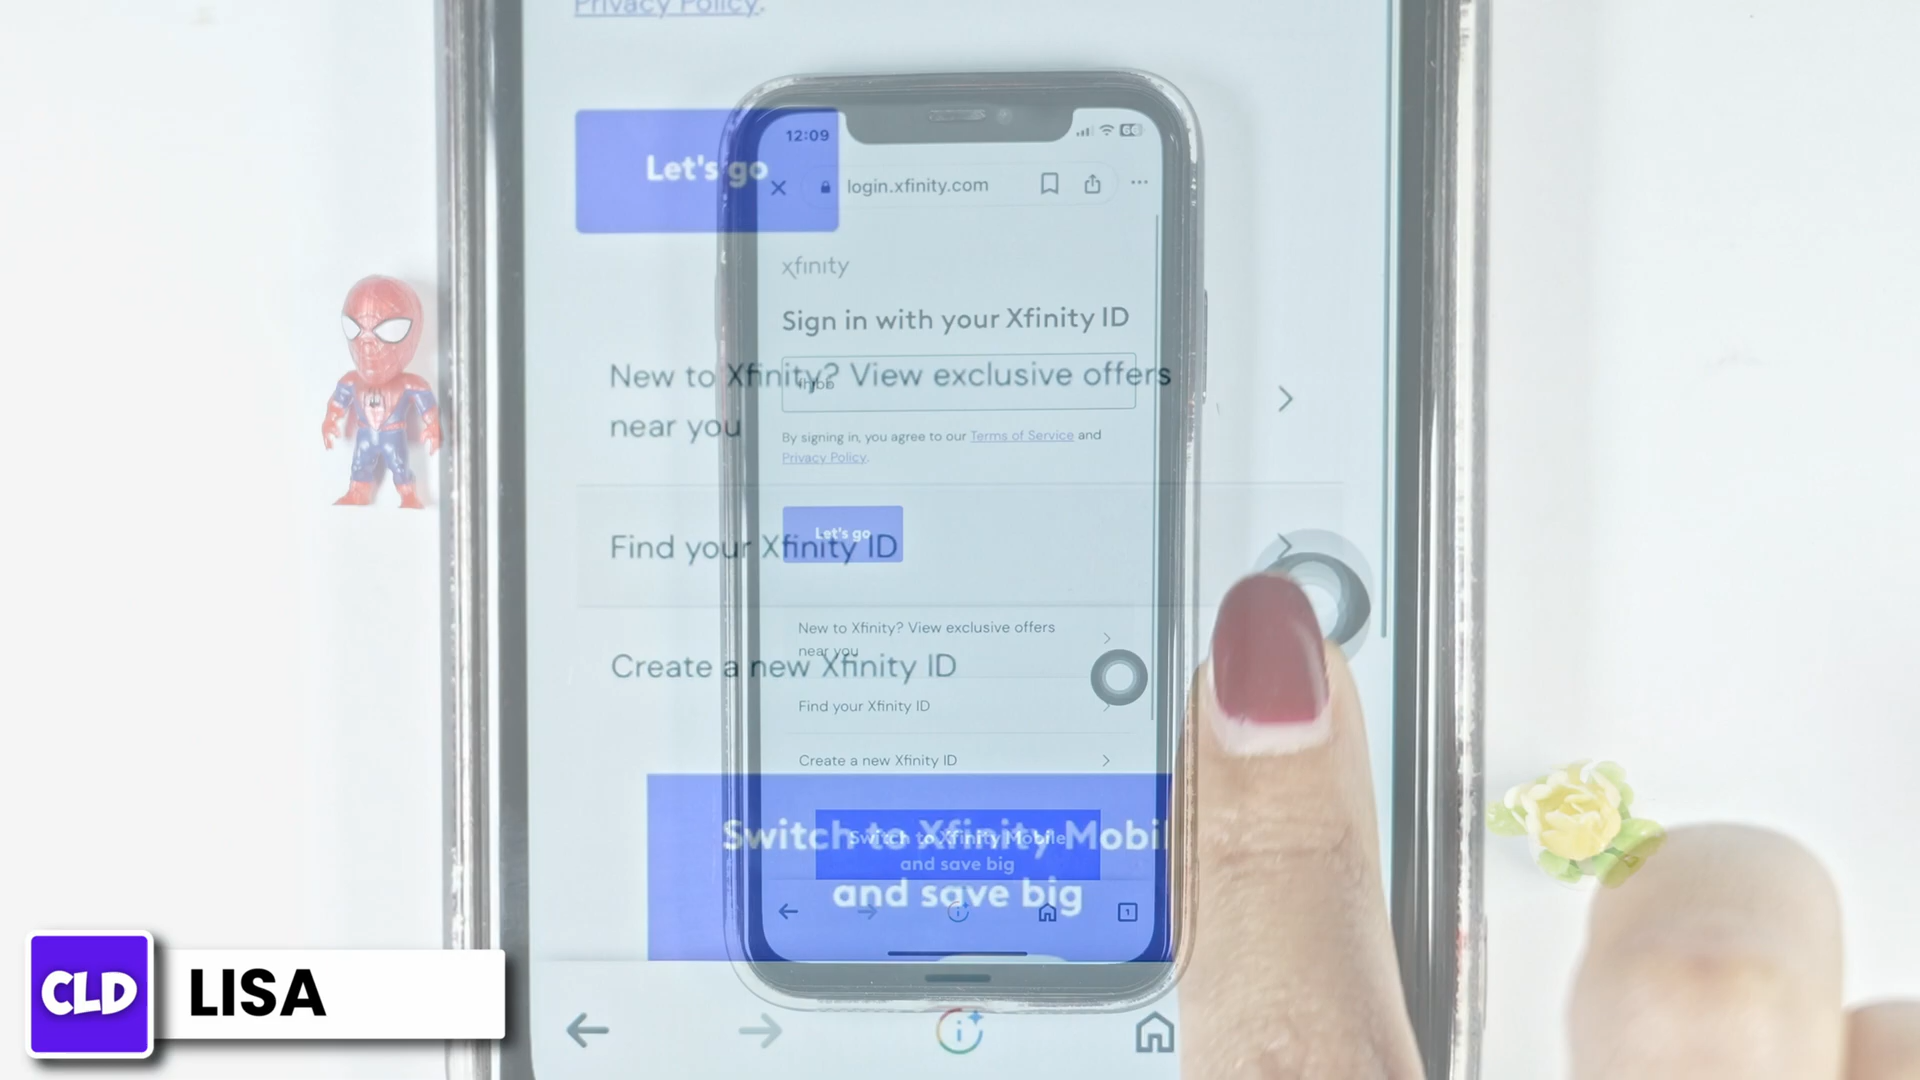 Privacy Policy.
Let's go
New to Xfinity? View exclusive offers
near you
Find your Xfinity ID
Create a new Xfinity ID
Switch to Xfinity Mobil
and save big
12:09
login.xfinity.com
xfinity
Sign in with your Xfinity ID
By signing in, you agree to our Terms of Service and
Privacy Policy.
Let's go
New to Xfinity? View exclusive offers
near you
Find your Xfinity ID
Create a new Xfinity ID
Switch to Xfinity Mobile
and save big
1
CLD
LISA